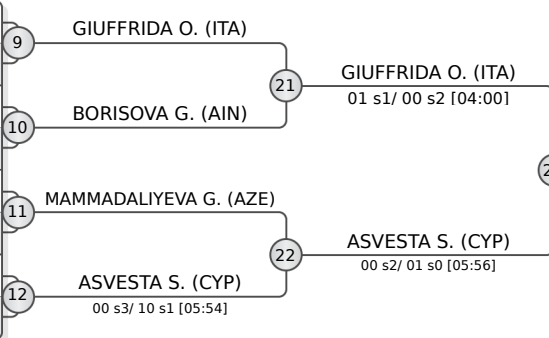 GIUFFRIDA O. (ITA)
9
21
GIUFFRIDA O. (ITA)
01 s1/ 00 s2 [04:00]
BORISOVA G. (AIN)
10
MAMMADALIYEVA G. (AZE)
11
22
ASVESTA S. (CYP)
00 s2/ 01 s0 [05:56]
ASVESTA S. (CYP)
12
00 s3/ 10 s1 [05:54]